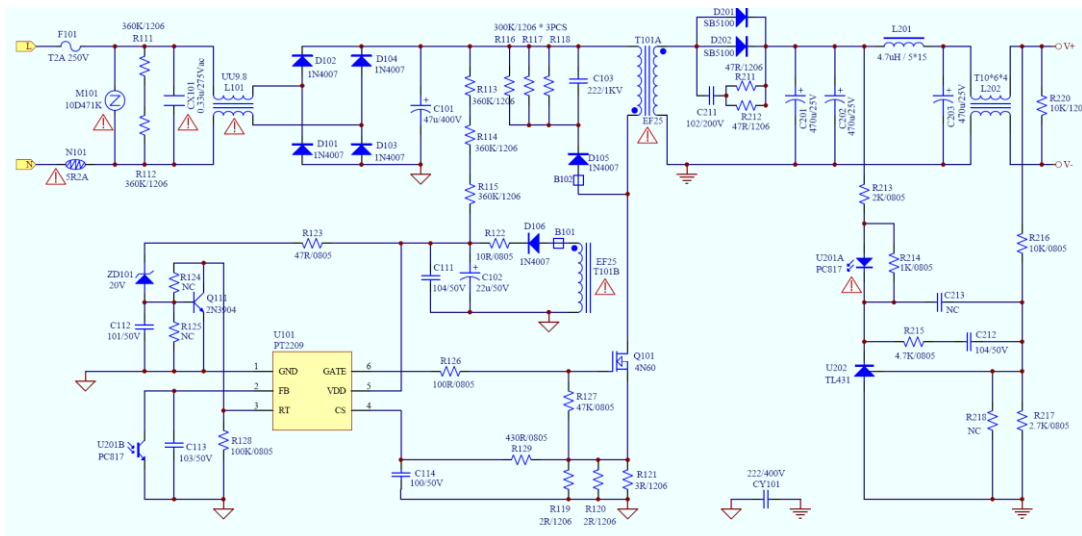 F101
T2A 250V
L
360K/1206
R111
M101
10D471K
CX101
0.33u/275Vac
N
N101
5R2A
R112
360K/1206
UU9.8
L101
D102
1N4007
D104
1N4007
D101
1N4007
D103
1N4007
C101
47u/400V
R113
360K/1206
R114
360K/1206
R115
360K/1206
300K/1206 * 3PCS
R116
R117
R118
C103
222/1KV
D105
1N4007
B102
T101A
EF25
D201
SB5100
D202
SB5100
47R/1206
R211
C211
102/200V
R212
47R/1206
C201
470u/25V
C202
470u/25V
L201
4.7uH / 5*15
C203
470u/25V
T10*6*4
L202
V+
R220
10K/120
V-
R213
2K/0805
R216
10K/0805
U201A
PC817
R214
1K/0805
C213
NC
R215
4.7K/0805
C212
104/50V
U202
TL431
R218
NC
R217
2.7K/0805
R123
47R/0805
R122
10R/0805
D106
1N4007
B101
C111
104/50V
C102
22u/50V
EF25
T101B
ZD101
20V
R124
NC
Q111
2N3904
R125
NC
C112
101/50V
U101
PT2209
1
GND
GATE
6
2
FB
VDD
5
3
RT
CS
4
R126
100R/0805
Q101
4N60
R127
47K/0805
U201B
PC817
C113
103/50V
R128
100K/0805
430R/0805
R129
C114
100/50V
R119
2R/1206
R120
2R/1206
R121
3R/1206
222/400V
CY101